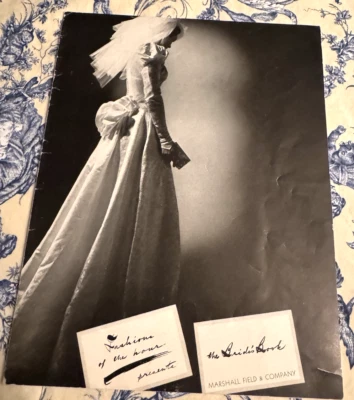 Fashions
of the hour
presents
the Bride's Book
MARSHALL FIELD & COMPANY